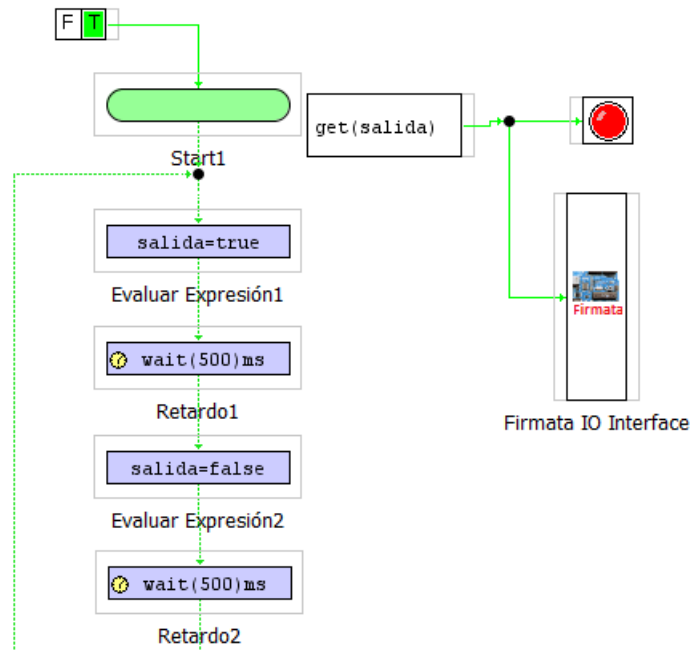 F T
Start1
get(salida)
salida=true
Evaluar Expresión1
wait(500)ms
Retardo1
Firmata
Firmata IO Interface
salida=false
Evaluar Expresión2
wait(500)ms
Retardo2